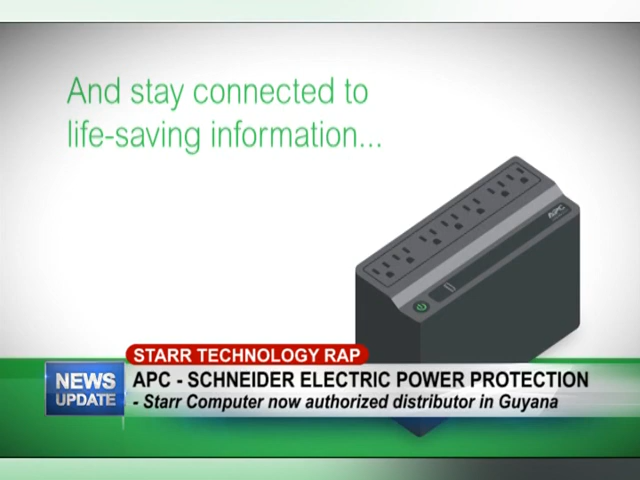 And stay connected to
life-saving information...
APC
STARR TECHNOLOGY RAP
NEWS
UPDATE
APC - SCHNEIDER ELECTRIC POWER PROTECTION
- Starr Computer now authorized distributor in Guyana